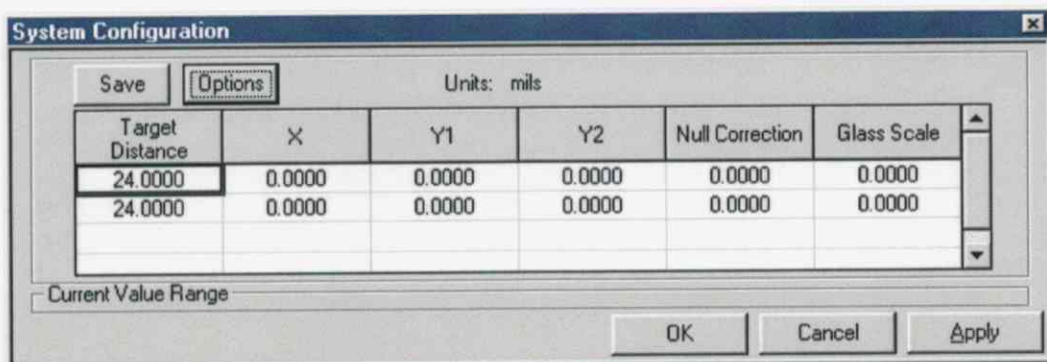 System Configuration
Save Options Units: mils
Target Distance X Y1 Y2 Null Correction Glass Scale
24.0000 0.0000 0.0000 0.0000 0.0000 0.0000
24.0000 0.0000 0.0000 0.0000 0.0000 0.0000
Current Value Range
OK Cancel Apply